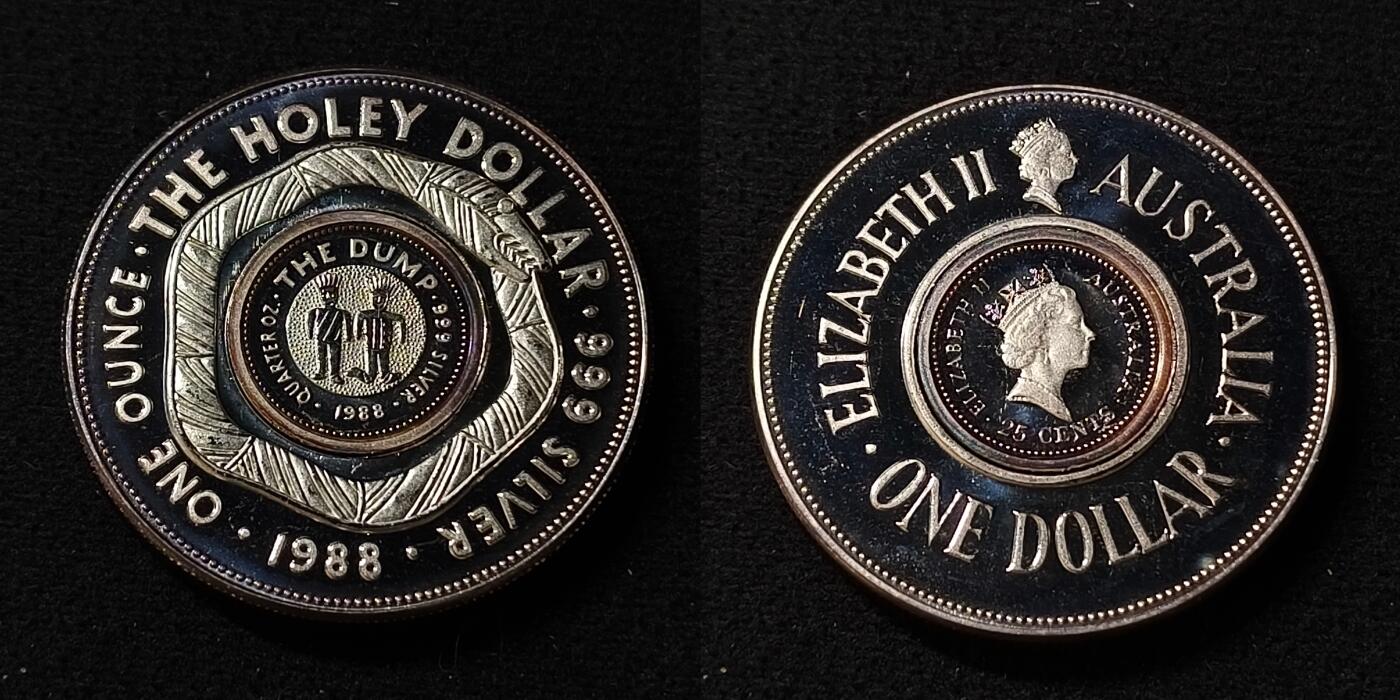 · THE HOLEY DOLLAR · 999 SILVER · 1988 · ONE OUNCE
· THE DUMP · 999 SILVER · 1988 · QUARTER OZ.
ELIZABETH II AUSTRALIA
· ONE DOLLAR ·
ELIZABETH II AUSTRALIA
25 CENTS